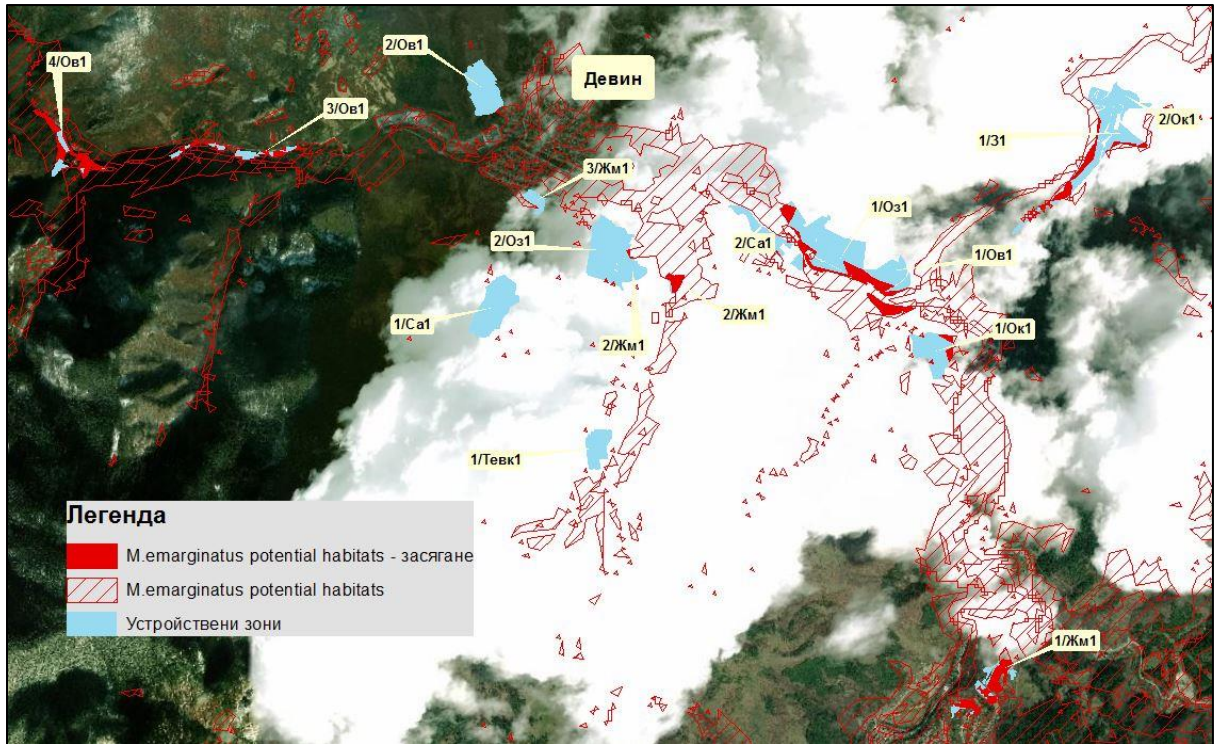 2/Ов1
Девин
4/Ов1
3/Ов1
2/Ок1
1/З1
3/Жм1
1/Оз1
2/Оз1
2/Са1
1/Ов1
1/Са1
2/Жм1
2/Жм1
1/Ок1
1/Тевк1
Легенда
M.emarginatus potential habitats - засягане
M.emarginatus potential habitats
Устройствени зони
1/Жм1